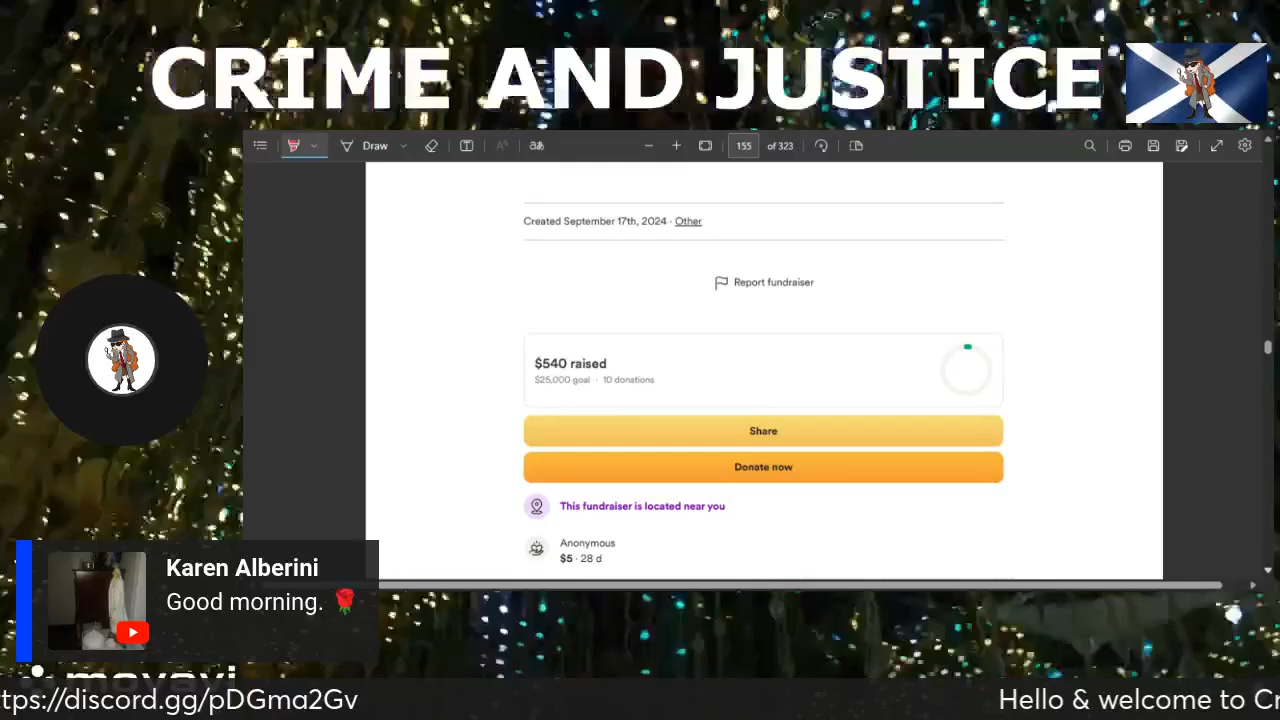 CRIME AND JUSTICE
Draw
155 of 323
Created September 17th, 2024 · Other
Report fundraiser
$540 raised
$25,000 goal · 10 donations
Share
Donate now
This fundraiser is located near you
Anonymous
$5 · 28 d
Karen Alberini
Good morning. 🌹
movavi
ttps://discord.gg/pDGma2Gv
Hello & welcome to Cr